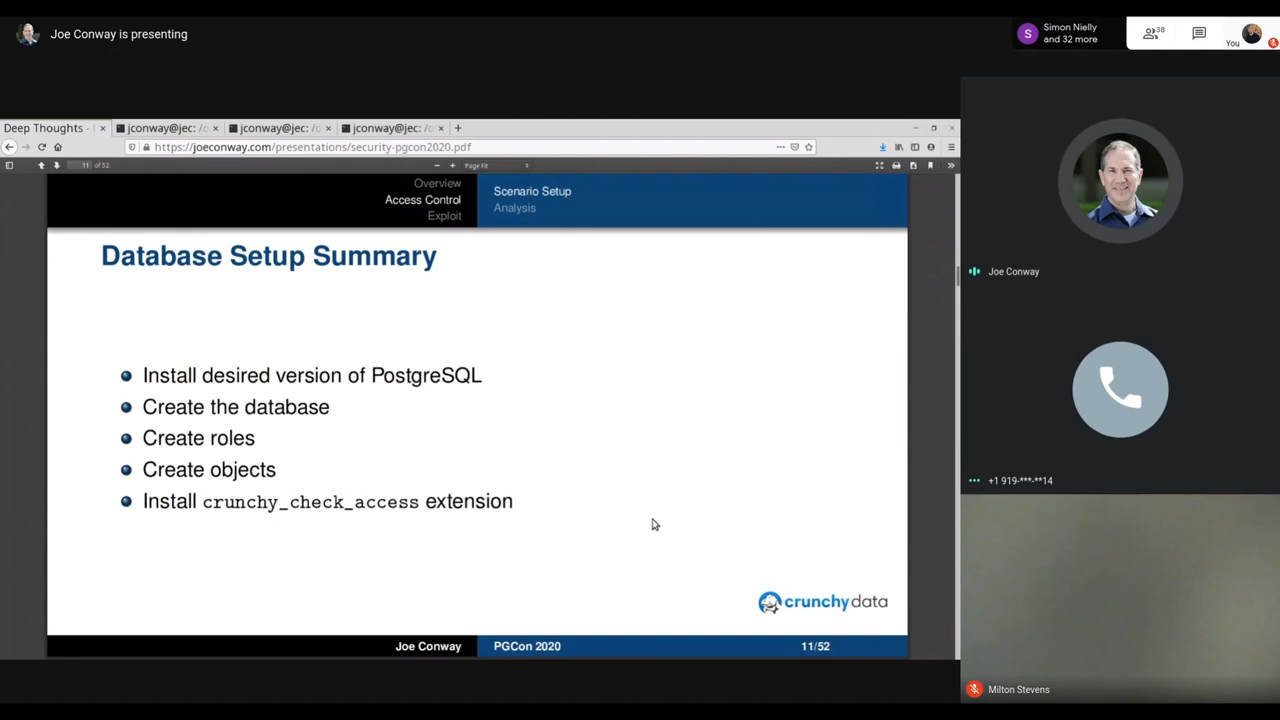 Joe Conway is presenting
S
Simon Nielly
and 32 more
38
You
Deep Thoughts -
jconway@jec: /
jconway@jec: /
jconway@jec: /
https://joeconway.com/presentations/security-pgcon2020.pdf
11 of 52
Page Fit
Overview
Access Control
Exploit
Scenario Setup
Analysis
Database Setup Summary
Install desired version of PostgreSQL
Create the database
Create roles
Create objects
Install crunchy_check_access extension
crunchy data
Joe Conway
PGCon 2020
11/52
Joe Conway
+1 919-***-**14
Milton Stevens